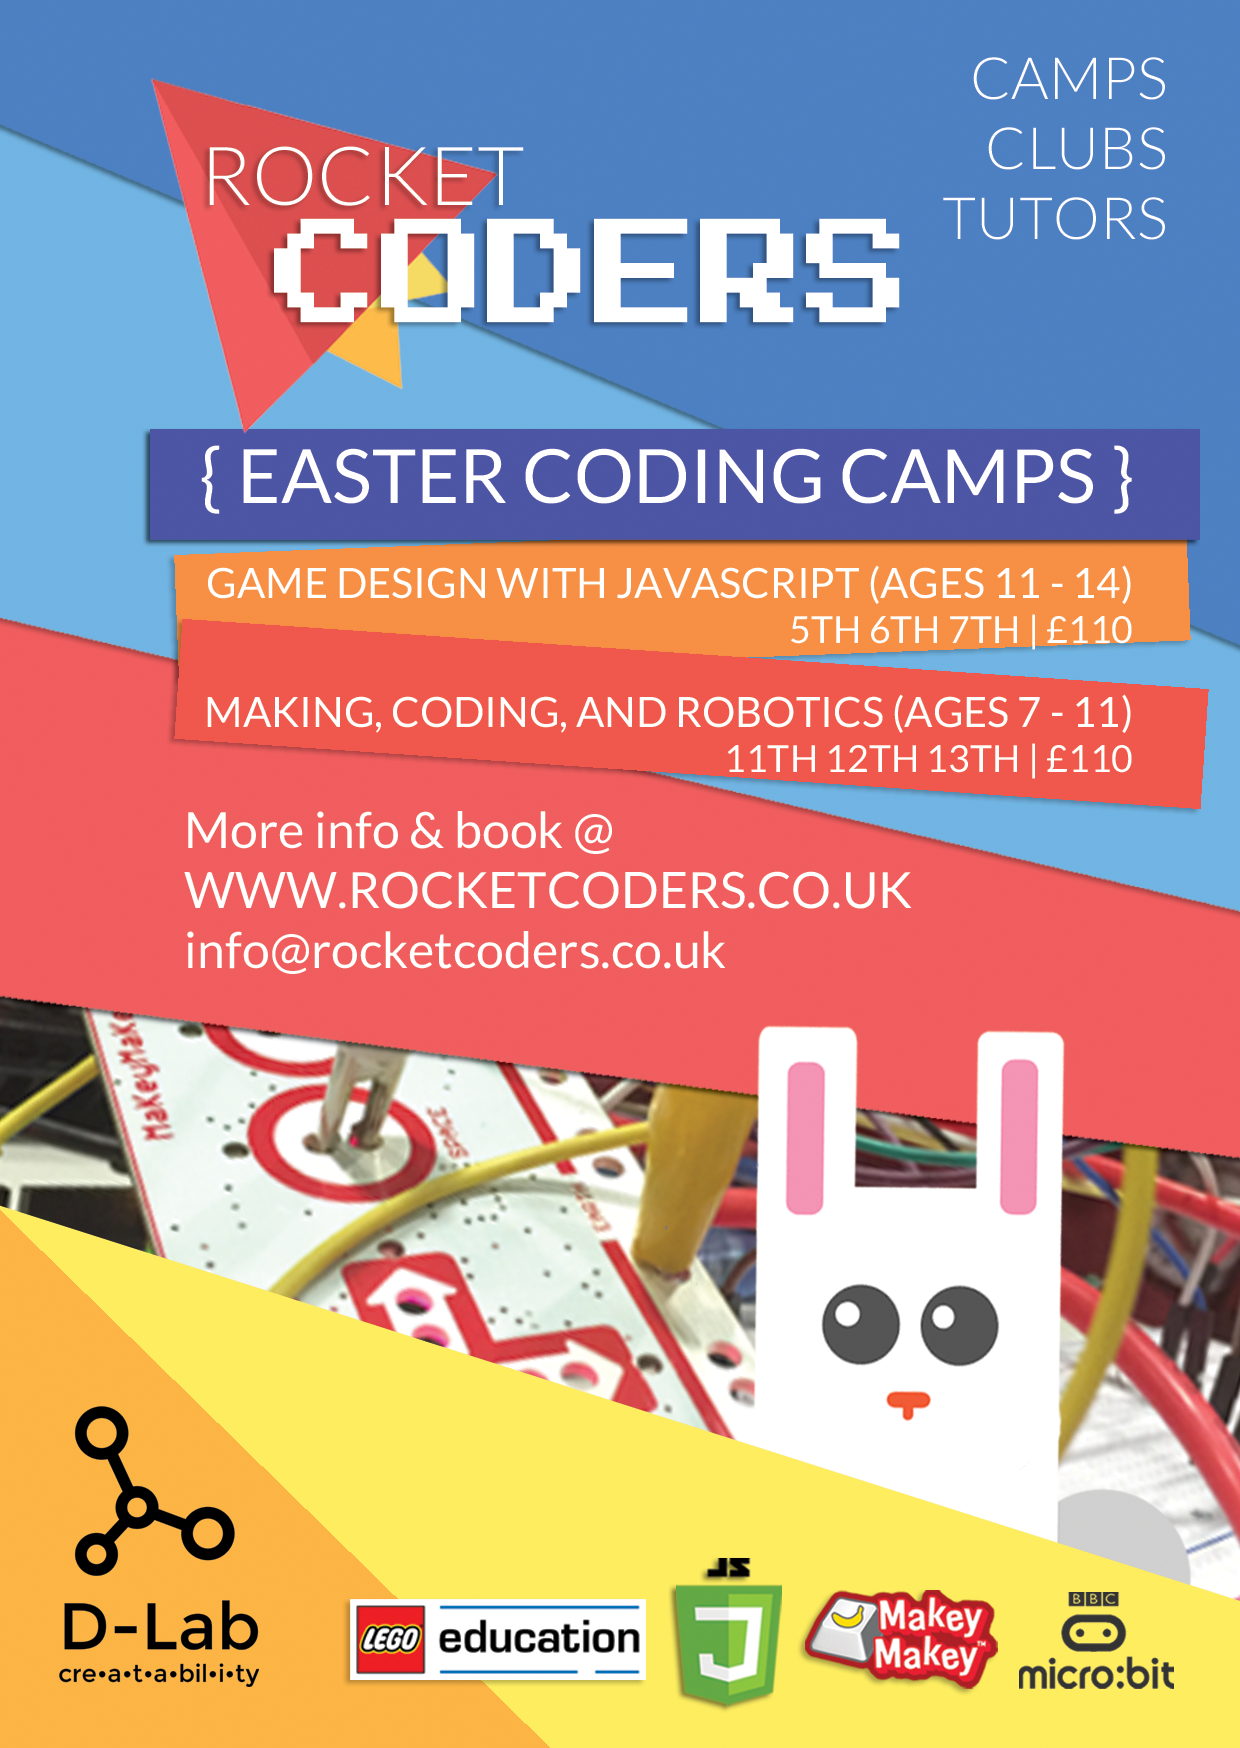 CAMPS
CLUBS
TUTORS
ROCKET
CODERS
{ EASTER CODING CAMPS }
GAME DESIGN WITH JAVASCRIPT (AGES 11 - 14)
5TH 6TH 7TH | £110
MAKING, CODING, AND ROBOTICS (AGES 7 - 11)
11TH 12TH 13TH | £110
More info & book @
WWW.ROCKETCODERS.CO.UK
info@rocketcoders.co.uk
MaKeyMaKe
SPACE
D-Lab
cre•a•t•a•bil•i•ty
LEGO education
JS
J
Makey
Makey™
BBC
micro:bit